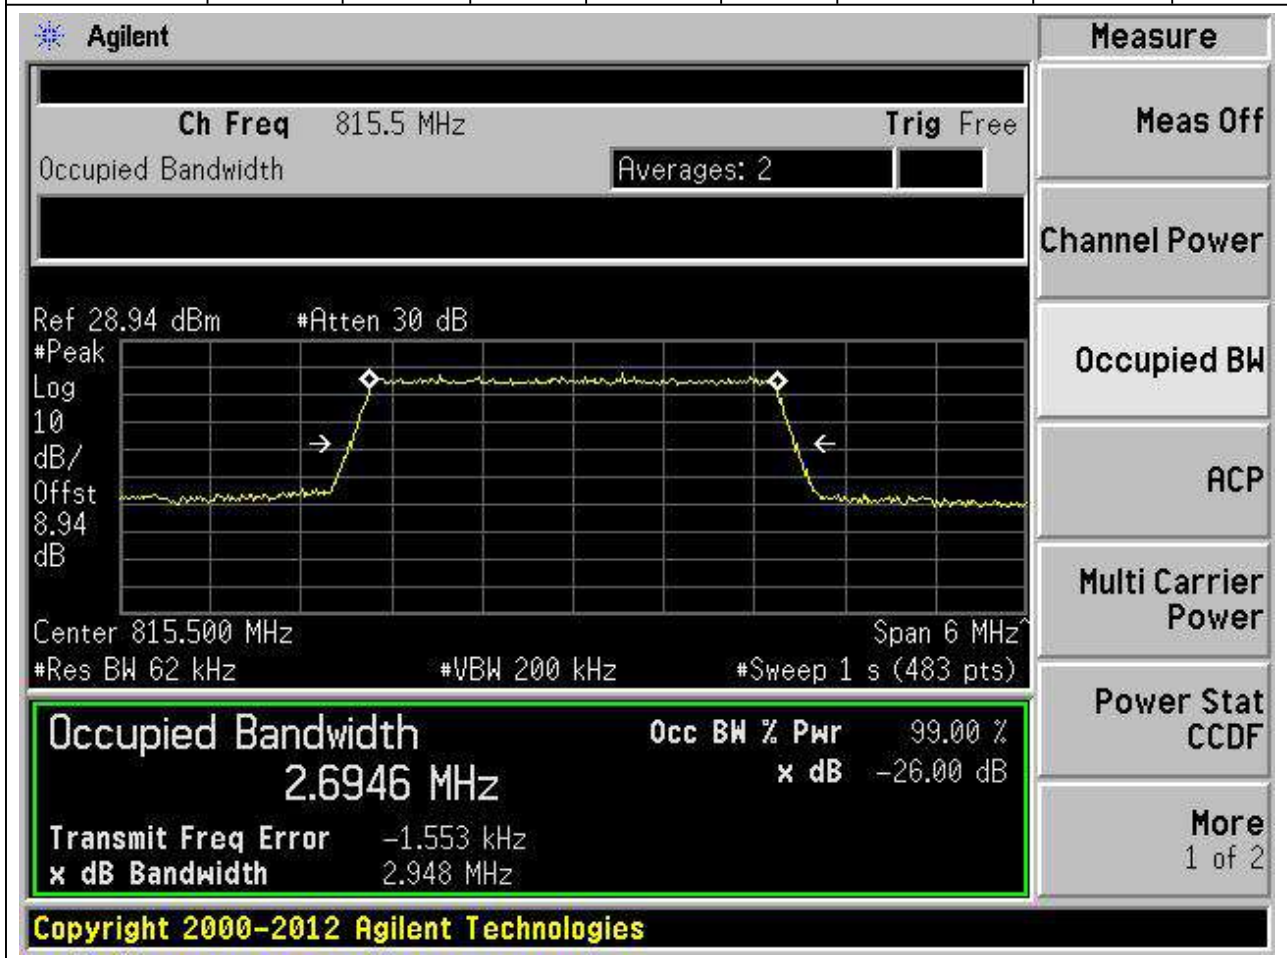 Agilent
Measure
Ch Freq 815.5 MHz Trig Free
Occupied Bandwidth Averages: 2
Meas Off
Channel Power
Occupied BW
ACP
Multi Carrier
Power
Power Stat
CCDF
More
1 of 2
Ref 28.94 dBm #Atten 30 dB
#Peak
Log
10
dB/
Offst
8.94
dB
Center 815.500 MHz Span 6 MHz^
#Res BW 62 kHz #VBW 200 kHz #Sweep 1 s (483 pts)
Occupied Bandwidth Occ BW % Pwr 99.00 %
2.6946 MHz x dB -26.00 dB
Transmit Freq Error -1.553 kHz
x dB Bandwidth 2.948 MHz
Copyright 2000-2012 Agilent Technologies